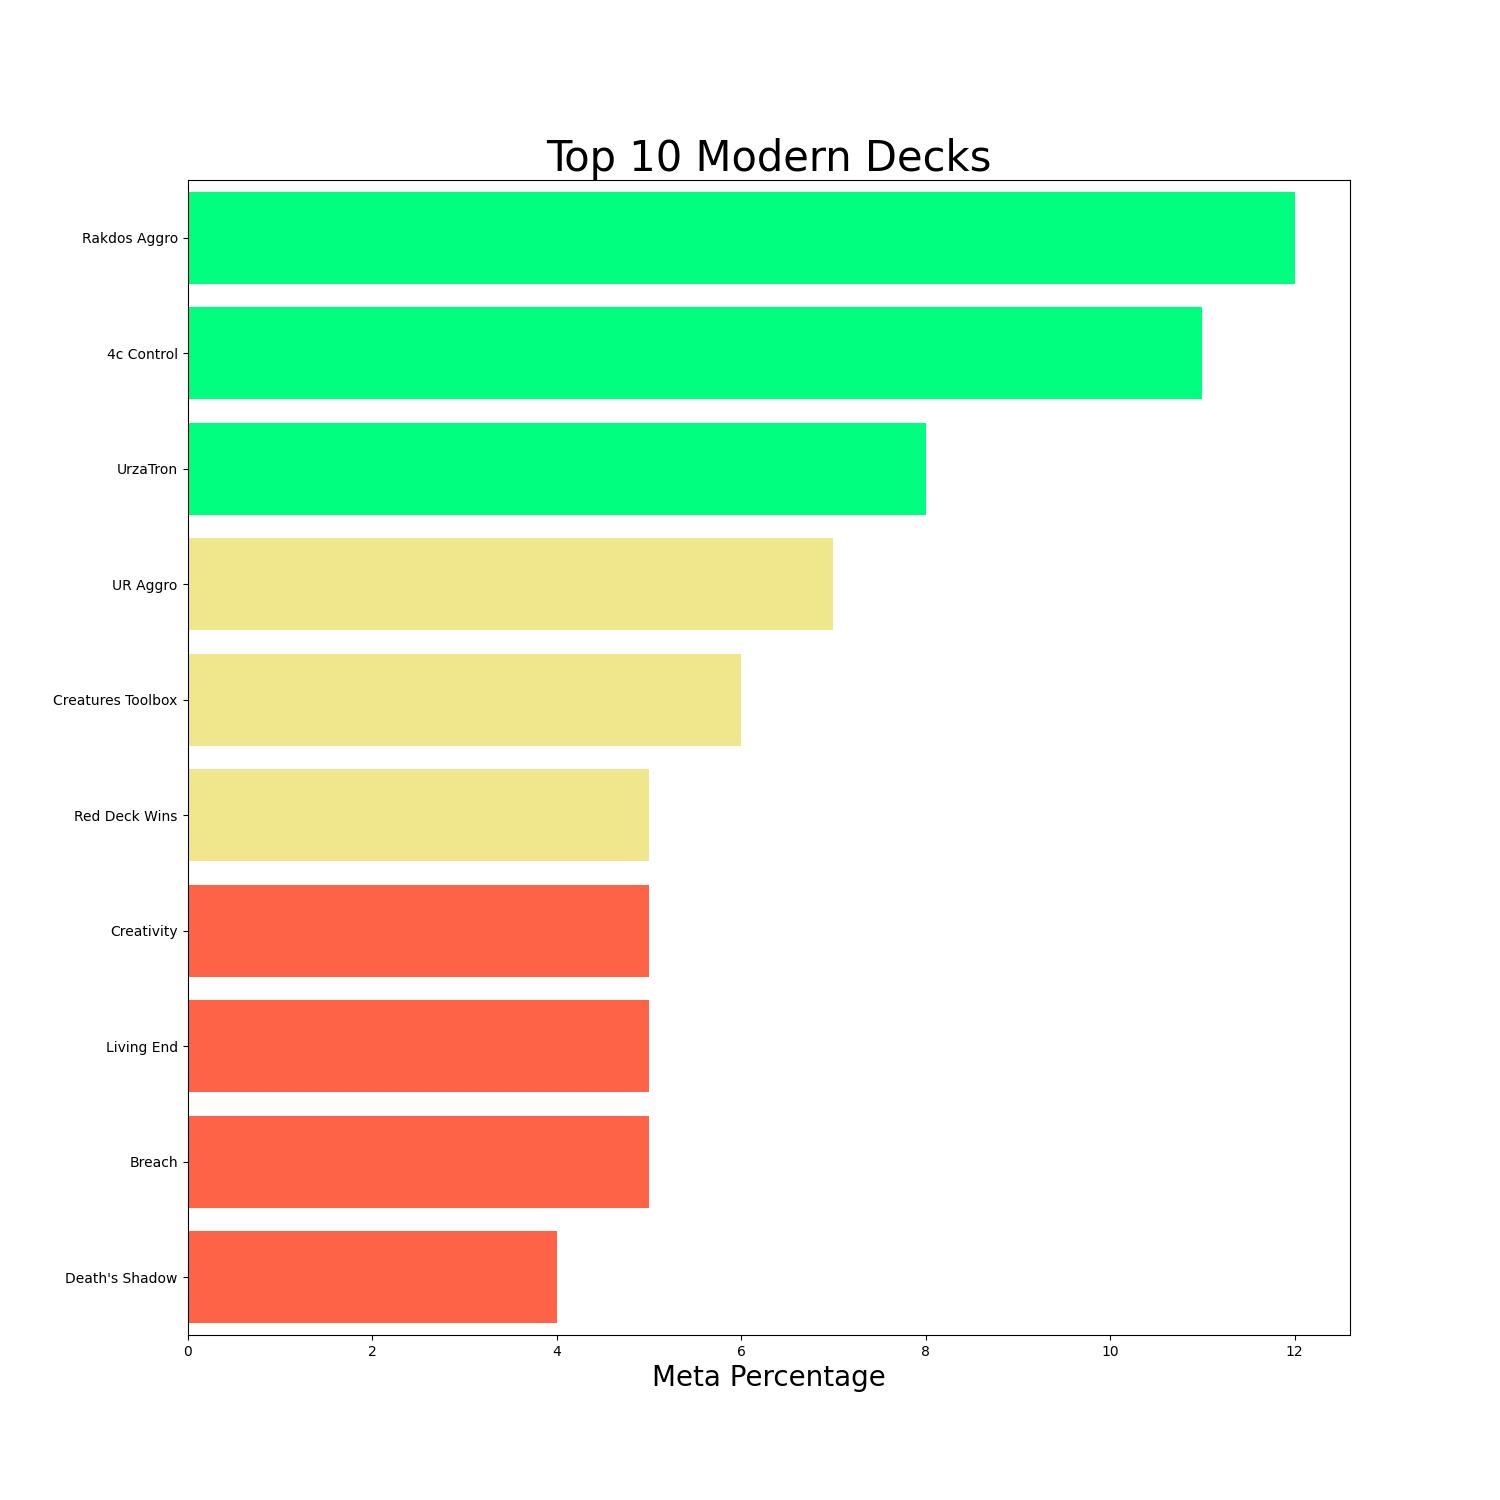 Top 10 Modern Decks
Rakdos Aggro
4c Control
UrzaTron
UR Aggro
Creatures Toolbox
Red Deck Wins
Creativity
Living End
Breach
Death's Shadow
0 2 4 6 8 10 12
Meta Percentage